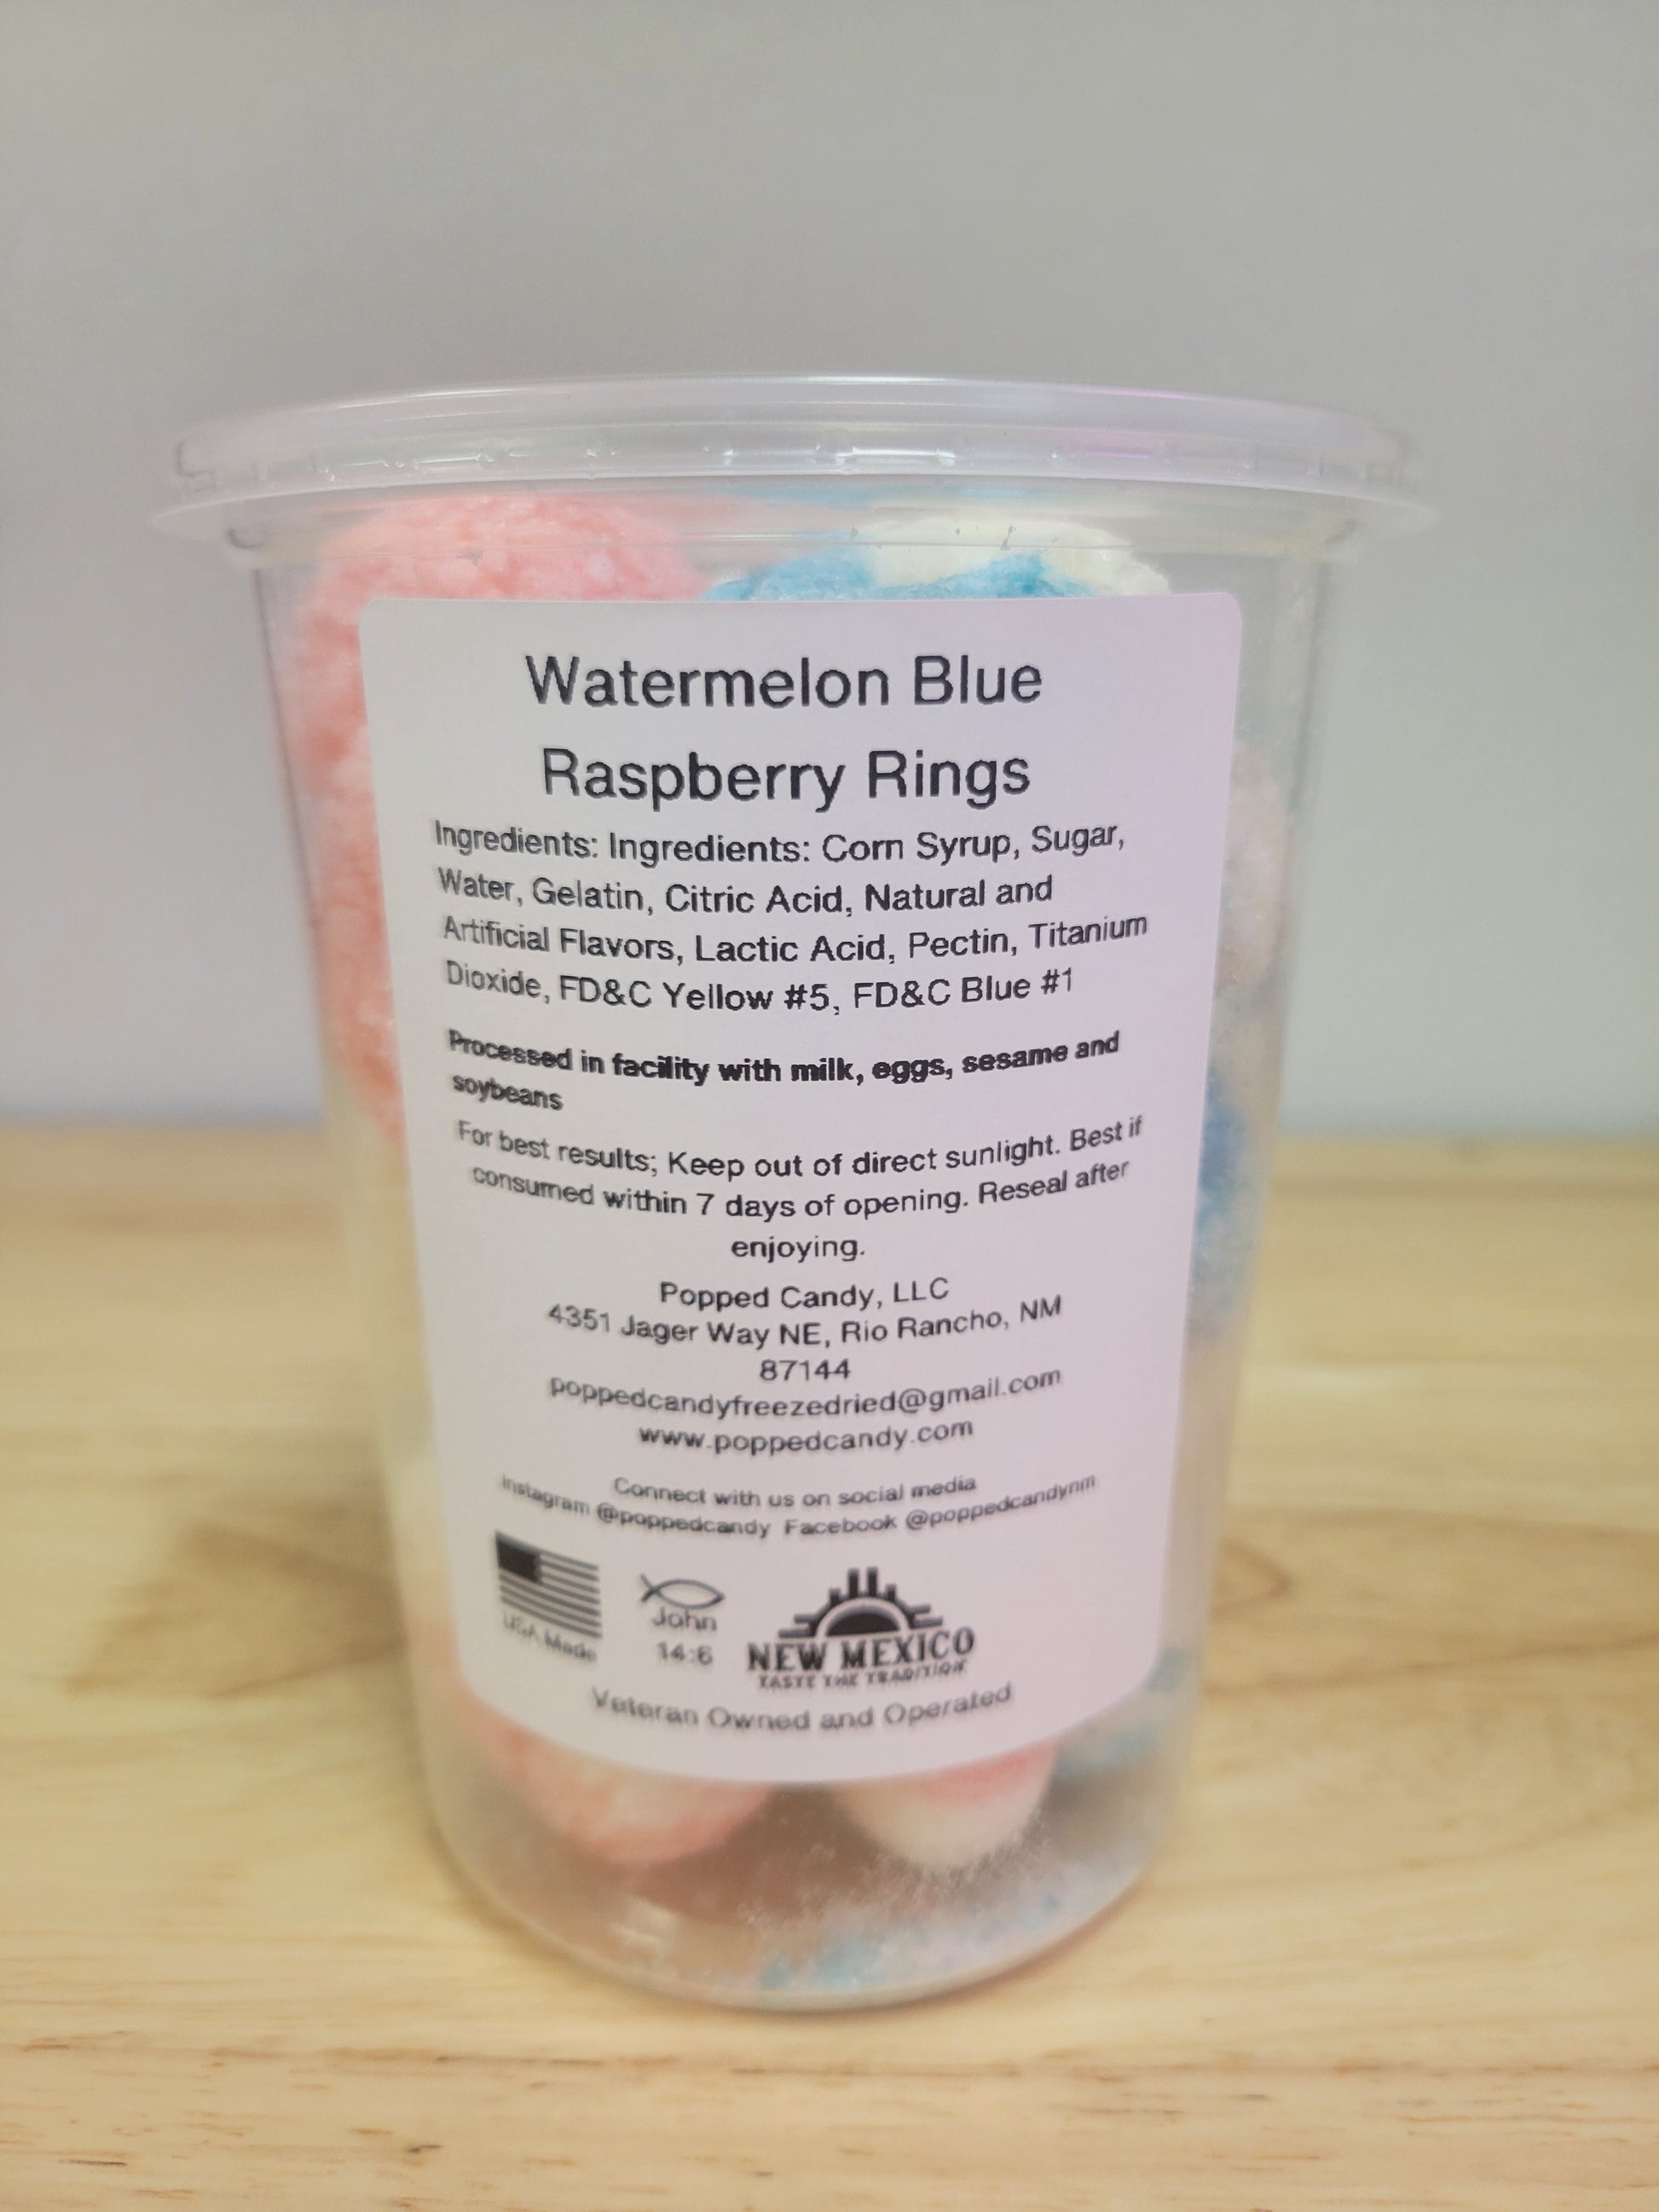 Watermelon Blue
Raspberry Rings
Ingredients: Ingredients: Corn Syrup, Sugar,
Water, Gelatin, Citric Acid, Natural and
Artificial Flavors, Lactic Acid, Pectin, Titanium
Dioxide, FD&C Yellow #5, FD&C Blue #1
Processed in facility with milk, eggs, sesame and
soybeans
For best results; Keep out of direct sunlight. Best if
consumed within 7 days of opening. Reseal after
enjoying.
Popped Candy, LLC
4351 Jager Way NE, Rio Rancho, NM
87144
poppedcandyfreezedried@gmail.com
www.poppedcandy.com
Connect with us on social media
Instagram @poppedcandy Facebook @poppedcandynm
USA Made
John
14:6
NEW MEXICO
TASTE THE TRADITION
Veteran Owned and Operated